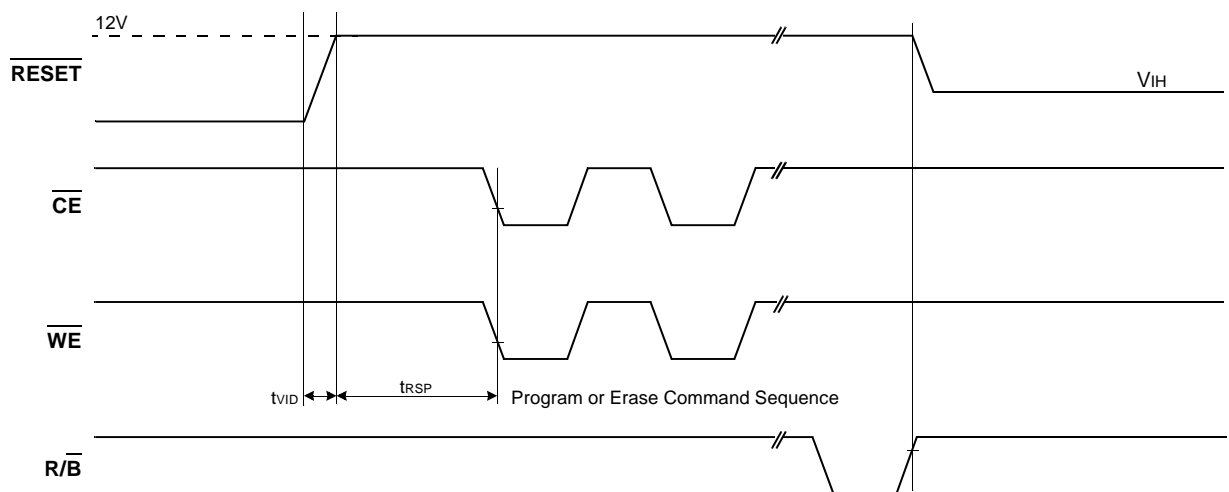 12V
RESET
VIH
CE
WE
tVID
tRSP
Program or Erase Command Sequence
R/B